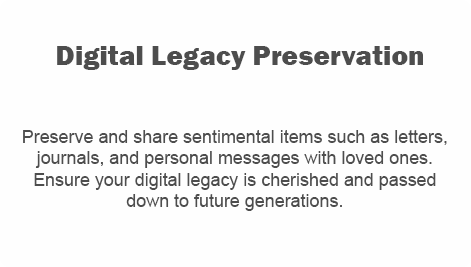 Digital Legacy Preservation
Preserve and share sentimental items such as letters,
journals, and personal messages with loved ones.
Ensure your digital legacy is cherished and passed
down to future generations.